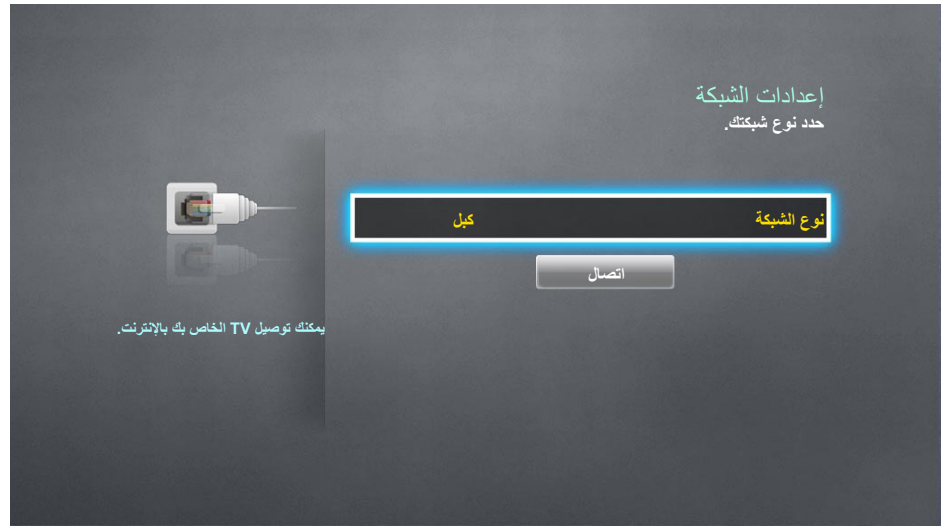 إعدادات الشبكة
حدد نوع شبكتك.
نوع الشبكة كبل
اتصال
يمكنك توصيل TV الخاص بك بالإنترنت.